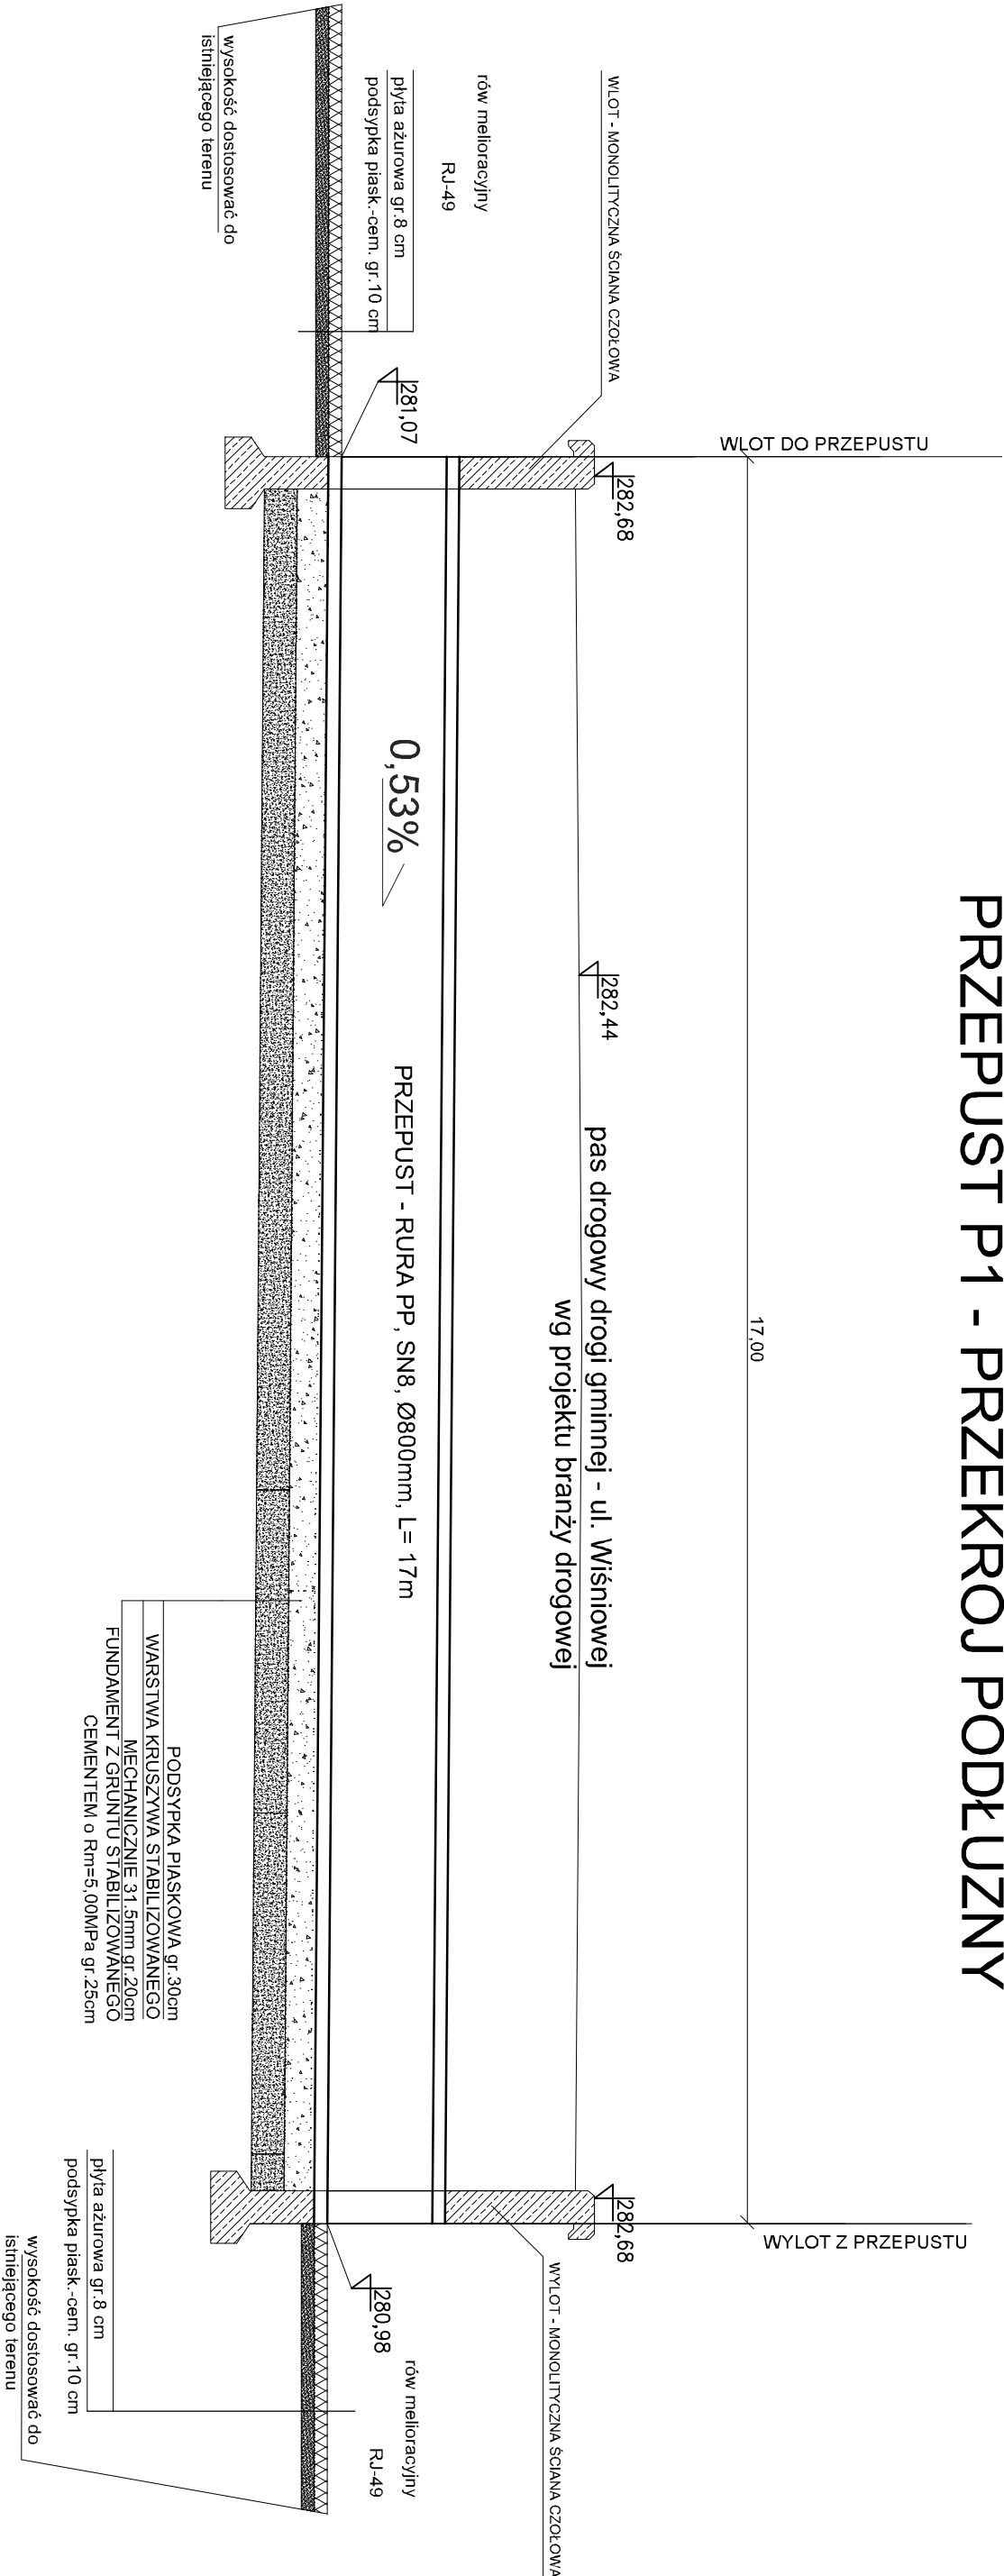 PRZEPUST P1 - PRZEKROJ PODŁUZNY
WLOT DO PRZEPUSTU
17,00
WYLOT Z PRZEPUSTU
WLOT - MONOLITYCZNA ŚCIANA CZOŁOWA
282,68
282,44
pas drogowy drogi gminnej - ul. Wiśniowej
wg projektu branży drogowej
282,68
WYLOT - MONOLITYCZNA ŚCIANA CZOŁOWA
rów melioracyjny
RJ-49
płyta ażurowa gr.8 cm
podsypka piask.-cem. gr.10 cm
281,07
0,53%
PRZEPUST - RURA PP, SN8, Ø800mm, L= 17m
280,98
rów melioracyjny
RJ-49
wysokość dostosować do
istniejącego terenu
PODSYPKA PIASKOWA gr.30cm
WARSTWA KRUSZYWA STABILIZOWANEGO
MECHANICZNIE 31.5mm gr.20cm
FUNDAMENT Z GRUNTU STABILIZOWANEGO
CEMENTEM o Rm=5,00MPa gr.25cm
płyta ażurowa gr.8 cm
podsypka piask.-cem. gr.10 cm
wysokość dostosować do
istniejącego terenu